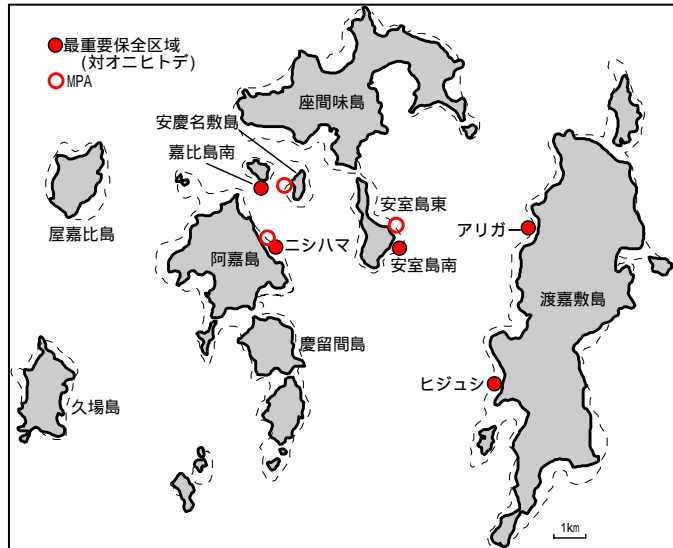 最重要保全区域
(対オニヒトデ)
MPA
座間味島
安慶名敷島
嘉比島南
屋嘉比島
安室島東
アリガー
ニシハマ
阿嘉島
安室島南
渡嘉敷島
慶留間島
ヒジュシ
久場島
1km